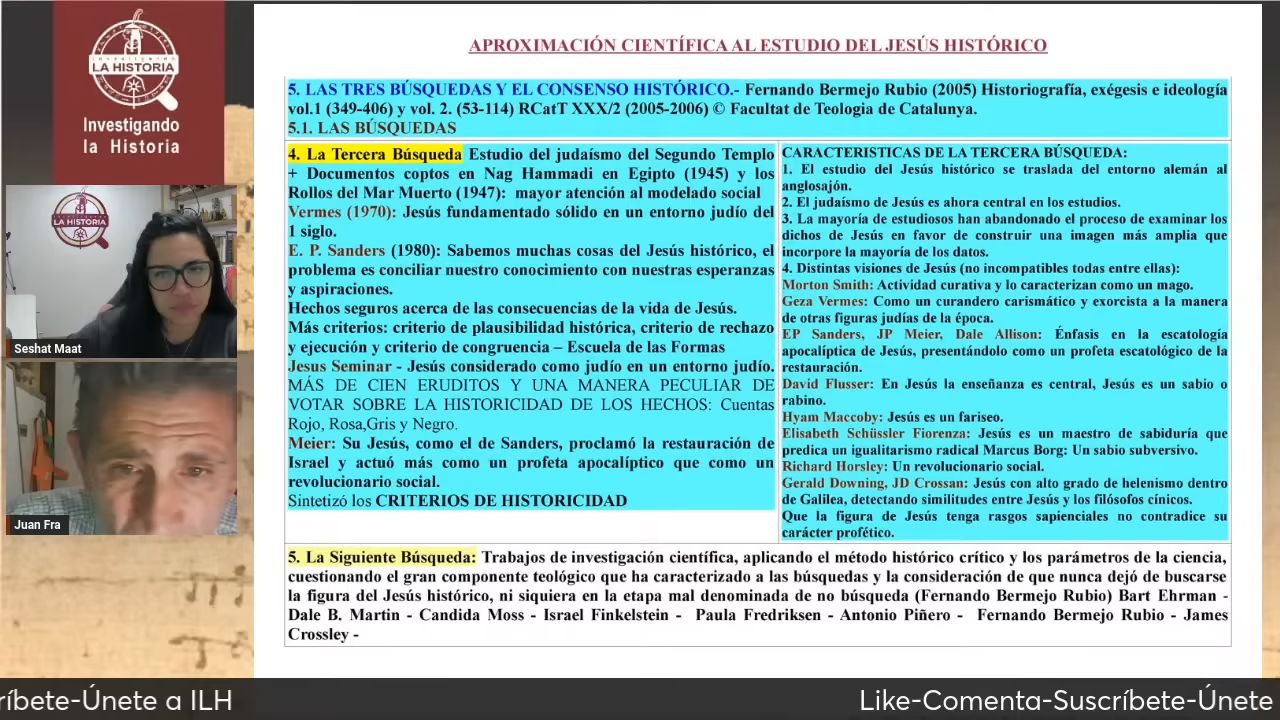 LA HISTORIA
Investigando
la Historia
LA HISTORIA
Seshat Maat
Juan Fra
APROXIMACIÓN CIENTÍFICA AL ESTUDIO DEL JESÚS HISTÓRICO
5. LAS TRES BÚSQUEDAS Y EL CONSENSO HISTÓRICO.- Fernando Bermejo Rubio (2005) Historiografía, exégesis e ideología
vol.1 (349-406) y vol. 2. (53-114) RCatT XXX/2 (2005-2006) © Facultat de Teologia de Catalunya.
5.1. LAS BÚSQUEDAS
4. La Tercera Búsqueda Estudio del judaísmo del Segundo Templo
+ Documentos coptos en Nag Hammadi en Egipto (1945) y los
Rollos del Mar Muerto (1947): mayor atención al modelado social
Vermes (1970): Jesús fundamentado sólido en un entorno judío del
1 siglo.
E. P. Sanders (1980): Sabemos muchas cosas del Jesús histórico, el
problema es conciliar nuestro conocimiento con nuestras esperanzas
y aspiraciones.
Hechos seguros acerca de las consecuencias de la vida de Jesús.
Más criterios: criterio de plausibilidad histórica, criterio de rechazo
y ejecución y criterio de congruencia – Escuela de las Formas
Jesus Seminar - Jesús considerado como judío en un entorno judío.
MÁS DE CIEN ERUDITOS Y UNA MANERA PECULIAR DE
VOTAR SOBRE LA HISTORICIDAD DE LOS HECHOS: Cuentas
Rojo, Rosa,Gris y Negro.
Meier: Su Jesús, como el de Sanders, proclamó la restauración de
Israel y actuó más como un profeta apocalíptico que como un
revolucionario social.
Sintetizó los CRITERIOS DE HISTORICIDAD
CARACTERISTICAS DE LA TERCERA BÚSQUEDA:
1. El estudio del Jesús histórico se traslada del entorno alemán al
anglosajón.
2. El judaísmo de Jesús es ahora central en los estudios.
3. La mayoría de estudiosos han abandonado el proceso de examinar los
dichos de Jesús en favor de construir una imagen más amplia que
incorpore la mayoría de los datos.
4. Distintas visiones de Jesús (no incompatibles todas entre ellas):
Morton Smith: Actividad curativa y lo caracterizan como un mago.
Geza Vermes: Como un curandero carismático y exorcista a la manera
de otras figuras judías de la época.
EP Sanders, JP Meier, Dale Allison: Énfasis en la escatología
apocalíptica de Jesús, presentándolo como un profeta escatológico de la
restauración.
David Flusser: En Jesús la enseñanza es central, Jesús es un sabio o
rabino.
Hyam Maccoby: Jesús es un fariseo.
Elisabeth Schüssler Fiorenza: Jesús es un maestro de sabiduría que
predica un igualitarismo radical Marcus Borg: Un sabio subversivo.
Richard Horsley: Un revolucionario social.
Gerald Downing, JD Crossan: Jesús con alto grado de helenismo dentro
de Galilea, detectando similitudes entre Jesús y los filósofos cínicos.
Que la figura de Jesús tenga rasgos sapienciales no contradice su
carácter profético.
5. La Siguiente Búsqueda: Trabajos de investigación científica, aplicando el método histórico crítico y los parámetros de la ciencia,
cuestionando el gran componente teológico que ha caracterizado a las búsquedas y la consideración de que nunca dejó de buscarse
la figura del Jesús histórico, ni siquiera en la etapa mal denominada de no búsqueda (Fernando Bermejo Rubio) Bart Ehrman -
Dale B. Martin - Candida Moss - Israel Finkelstein - Paula Fredriksen - Antonio Piñero - Fernando Bermejo Rubio - James
Crossley -
ríbete-Únete a ILH
Like-Comenta-Suscríbete-Únete